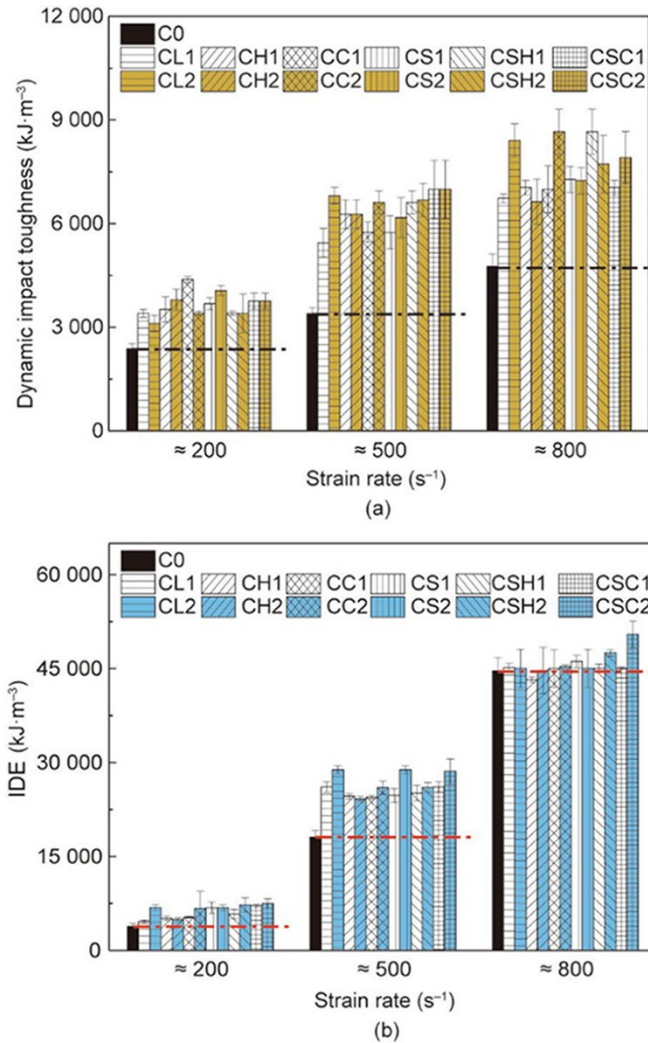 12 000
C0
CL1 CH1 CC1 CS1 CSH1 CSC1
CL2 CH2 CC2 CS2 CSH2 CSC2
9 000
6 000
3 000
0
Dynamic impact toughness (kJ·m⁻³)
≈ 200 ≈ 500 ≈ 800
Strain rate (s⁻¹)
(a)
60 000
C0
CL1 CH1 CC1 CS1 CSH1 CSC1
CL2 CH2 CC2 CS2 CSH2 CSC2
45 000
30 000
15 000
0
IDE (kJ·m⁻³)
≈ 200 ≈ 500 ≈ 800
Strain rate (s⁻¹)
(b)